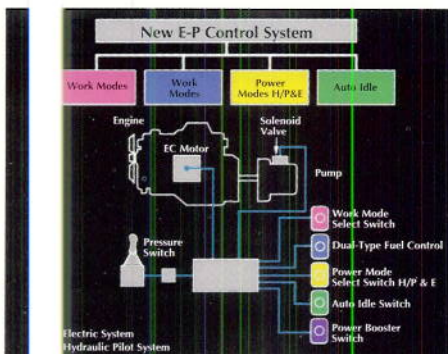 New E-P Control System
Work Modes
Work
Modes
Power
Modes H/P&E
Auto Idle
Engine
Solenoid
Valve
EC Motor
Pump
Work Mode
Select Switch
Pressure
Switch
Dual-Type Fuel Control
Power Mode
Select Switch H/P & E
Auto Idle Switch
Power Booster
Switch
Electric System
Hydraulic Pilot System